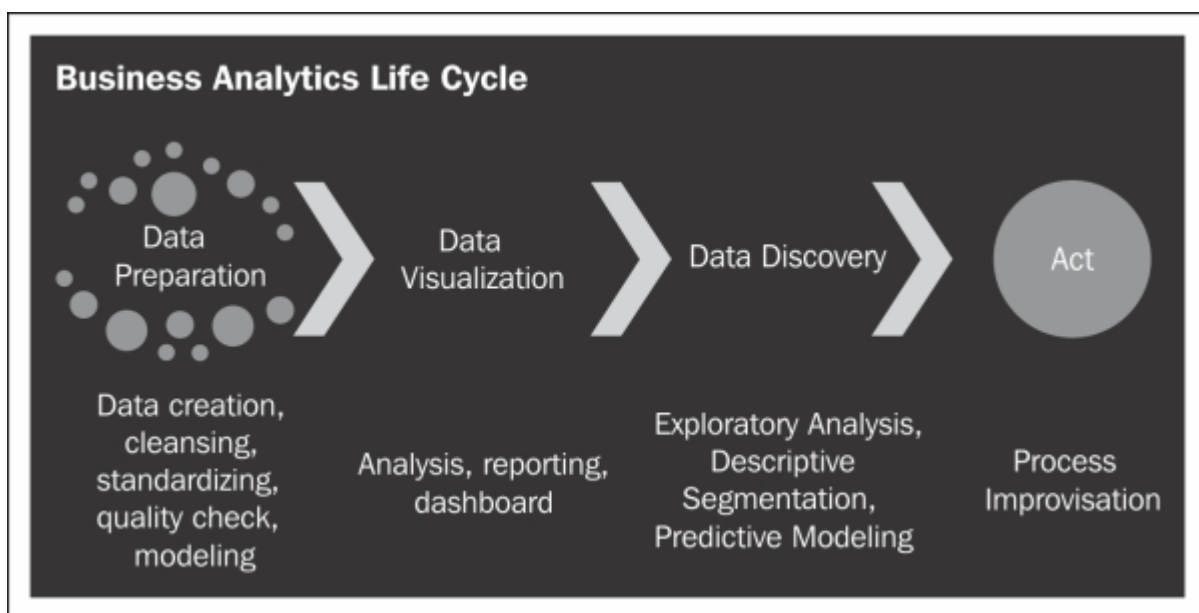 Business Analytics Life Cycle
Data
Preparation
Data
Visualization
Data Discovery
Act
Data creation,
cleansing,
standardizing,
quality check,
modeling
Analysis, reporting,
dashboard
Exploratory Analysis,
Descriptive
Segmentation,
Predictive Modeling
Process
Improvisation